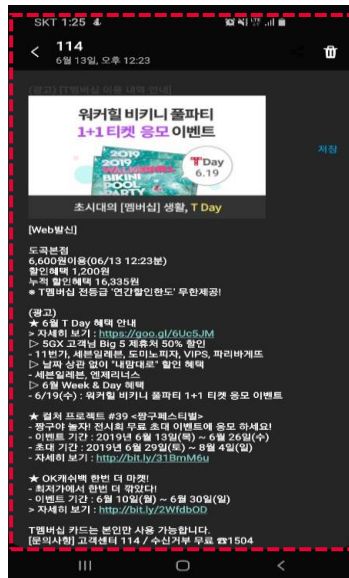 SKT 1:25
114
6월 13일, 오후 12:23
(광고) [T멤버십 이용 내역 안내]
워커힐 비키니 풀파티
1+1 티켓 응모 이벤트
2019
BIKINI
POOL
PARTY
T Day
6.19
초시대의 [멤버십] 생활, T Day
저장
[Web발신]
도곡본점
6,600원이용(06/13 12:23분)
할인혜택 1,200원
누적 할인혜택 16,335원
* T멤버십 전등급 '연간할인한도' 무한제공!
(광고)
★ 6월 T Day 혜택 안내
> 자세히 보기 : https://goo.gl/6Uc5JM
▷ 5GX 고객님 Big 5 제휴처 50% 할인
- 11번가, 세븐일레븐, 도미노피자, VIPS, 파리바게뜨
▷ 날짜 상관 없이 "내맘대로" 할인 혜택
- 세븐일레븐, 엔제리너스
▷ 6월 Week & Day 혜택
- 6/19(수) : 워커힐 비키니 풀파티 1+1 티켓 이벤트 응모
★ 컬처 프로젝트 #39 <짱구페스티벌>
- 짱구야 놀자! 전시회 무료 초대 이벤트에 응모 하세요!
- 이벤트 기간 : 2019년 6월 13일(목) ~ 6월 26일(수)
- 초대 기간 : 2019년 6월 29일(토) ~ 8월 4일(일)
- 자세히 보기 : http://bit.ly/31BmM6u
★ OK캐쉬백 한번 더 마켓!
- 최저가에서 한번 더 깎았다!
- 이벤트 기간 : 6월 10일(월) ~ 6월 30일(일)
> 자세히 보기 : http://bit.ly/2WfdbOD
T멤버십 카드는 본인만 사용 가능합니다.
[문의사항] 고객센터 114 / 수신거부 무료 ☎1504